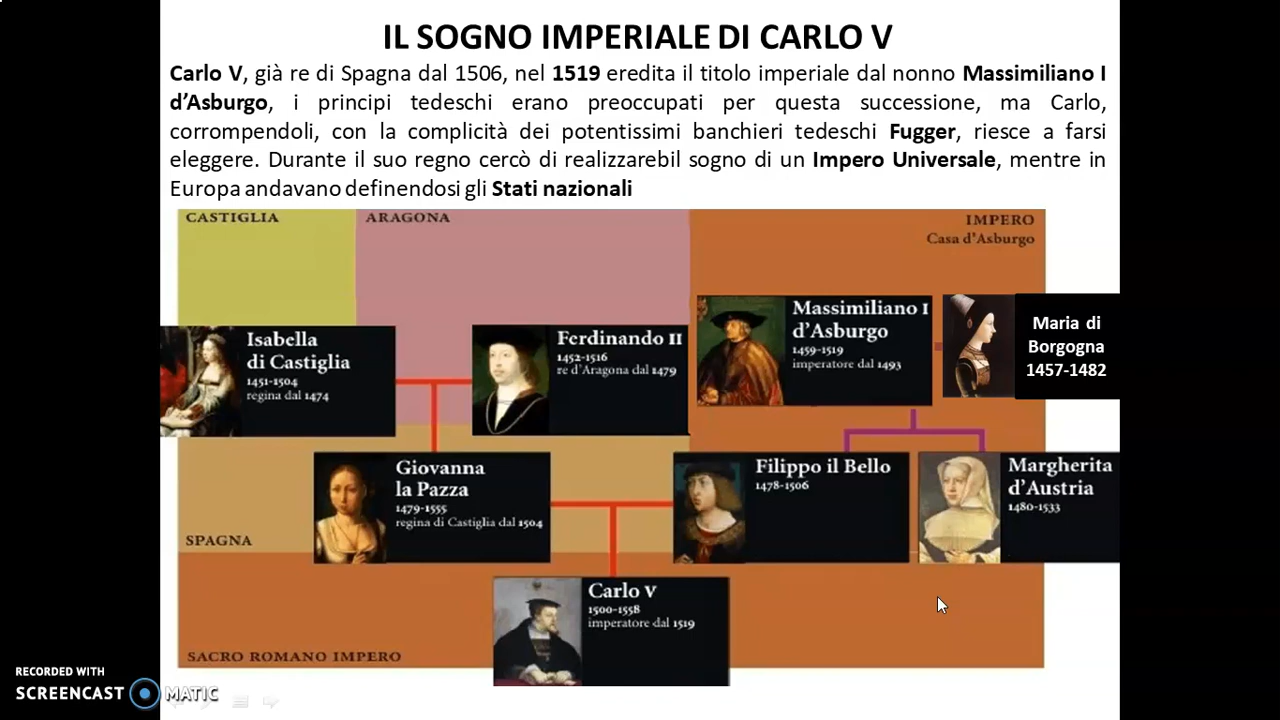 IL SOGNO IMPERIALE DI CARLO V
Carlo V, già re di Spagna dal 1506, nel 1519 eredita il titolo imperiale dal nonno Massimiliano I
d’Asburgo, i principi tedeschi erano preoccupati per questa successione, ma Carlo,
corrompendoli, con la complicità dei potentissimi banchieri tedeschi Fugger, riesce a farsi
eleggere. Durante il suo regno cercò di realizzarebil sogno di un Impero Universale, mentre in
Europa andavano definendosi gli Stati nazionali
CASTIGLIA
ARAGONA
IMPERO
Casa d'Asburgo
Isabella
di Castiglia
1451-1504
regina dal 1474
Ferdinando II
1452-1516
re d'Aragona dal 1479
Massimiliano I
d'Asburgo
1459-1519
imperatore dal 1493
Maria di
Borgogna
1457-1482
Giovanna
la Pazza
1479-1555
regina di Castiglia dal 1504
Filippo il Bello
1478-1506
Margherita
d'Austria
1480-1533
SPAGNA
Carlo V
1500-1558
imperatore dal 1519
SACRO ROMANO IMPERO
RECORDED WITH
SCREENCAST MATIC